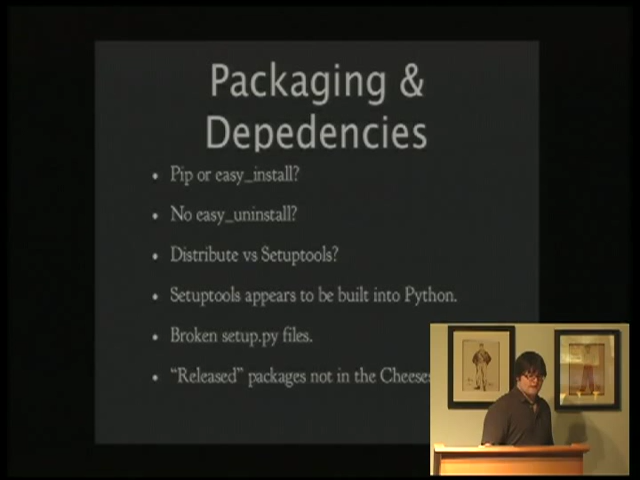 Packaging &
Depedencies
• Pip or easy_install?
• No easy_uninstall?
• Distribute vs Setuptools?
• Setuptools appears to be built into Python.
• Broken setup.py files.
• “Released” packages not in the